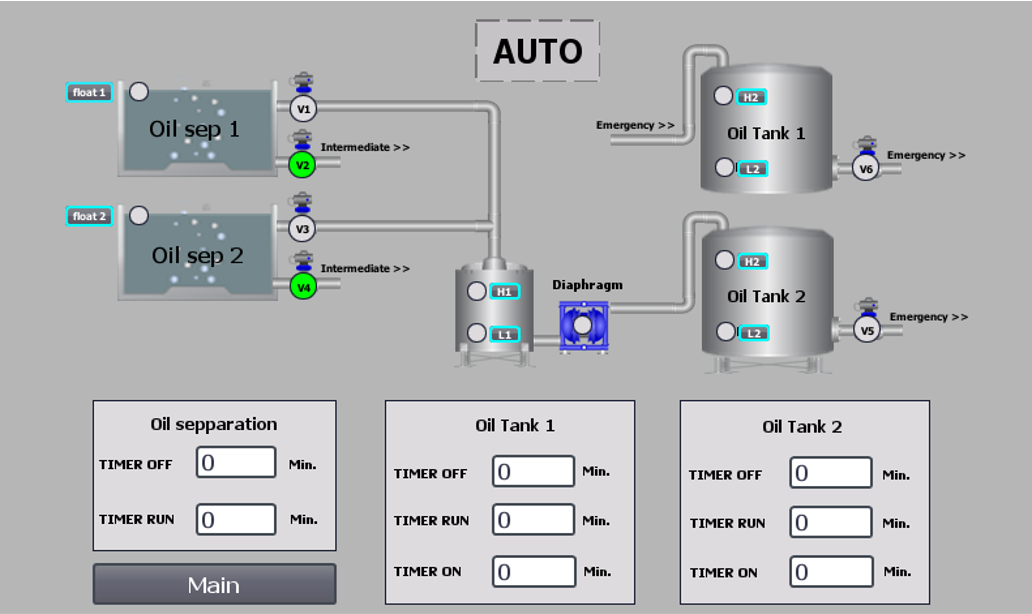 AUTO
float 1
Oil sep 1
V1
V2
Intermediate >>
float 2
Oil sep 2
V3
V4
Intermediate >>
H1
L1
Diaphragm
Emergency >>
H2
Oil Tank 1
L2
V6
Emergency >>
H2
Oil Tank 2
L2
V5
Emergency >>
Oil sepparation
TIMER OFF 0 Min.
TIMER RUN 0 Min.
Main
Oil Tank 1
TIMER OFF 0 Min.
TIMER RUN 0 Min.
TIMER ON 0 Min.
Oil Tank 2
TIMER OFF 0 Min.
TIMER RUN 0 Min.
TIMER ON 0 Min.